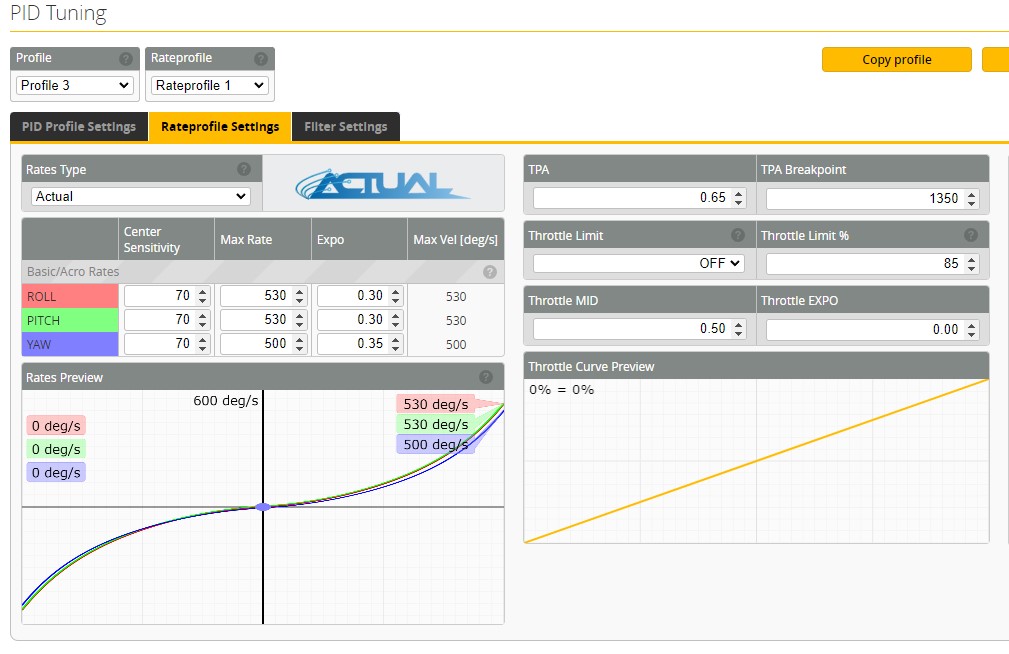 PID Tuning
Profile
Rateprofile
Profile 3
Rateprofile 1
Copy profile
PID Profile Settings
Rateprofile Settings
Filter Settings
Rates Type
Actual
ACTUAL
Center Sensitivity
Max Rate
Expo
Max Vel [deg/s]
Basic/Acro Rates
ROLL 70 530 0.30 530
PITCH 70 530 0.30 530
YAW 70 500 0.35 500
Rates Preview
600 deg/s
530 deg/s
530 deg/s
500 deg/s
0 deg/s
0 deg/s
0 deg/s
TPA
TPA Breakpoint
0.65
1350
Throttle Limit
Throttle Limit %
OFF
85
Throttle MID
Throttle EXPO
0.50
0.00
Throttle Curve Preview
0% = 0%